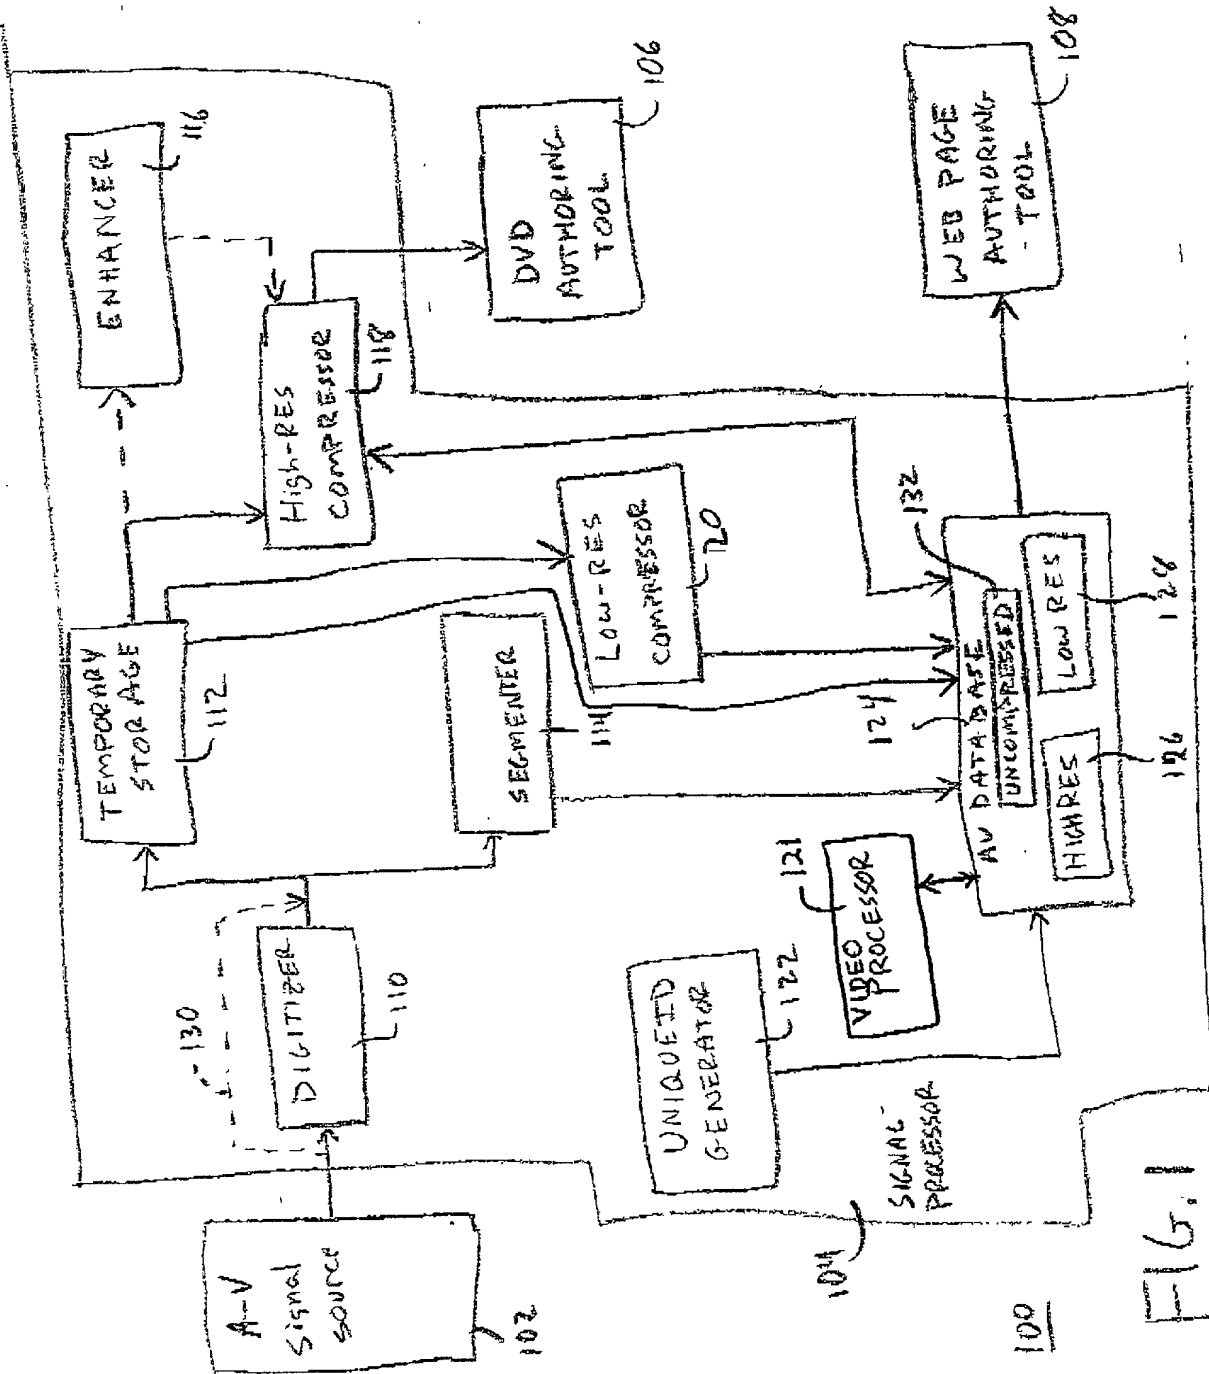 A-V
Signal
source
102
130
DIGITIZER
110
TEMPORARY
STORAGE
112
ENHANCER
116
High-RES
COMPRESSOR
118
DVD
AUTHORING
TOOL
106
SEGMENTER
114
LOW-RES
COMPRESSOR
120
UNIQUE ID
GENERATOR
122
VIDEO
PROCESSOR
121
124
AV DATABASE
UNCOMPRESSED
132
HIGH RES
126
LOW RES
128
WEB PAGE
AUTHORING
TOOL
108
SIGNAL
PROCESSOR
104
100
FIG. 1